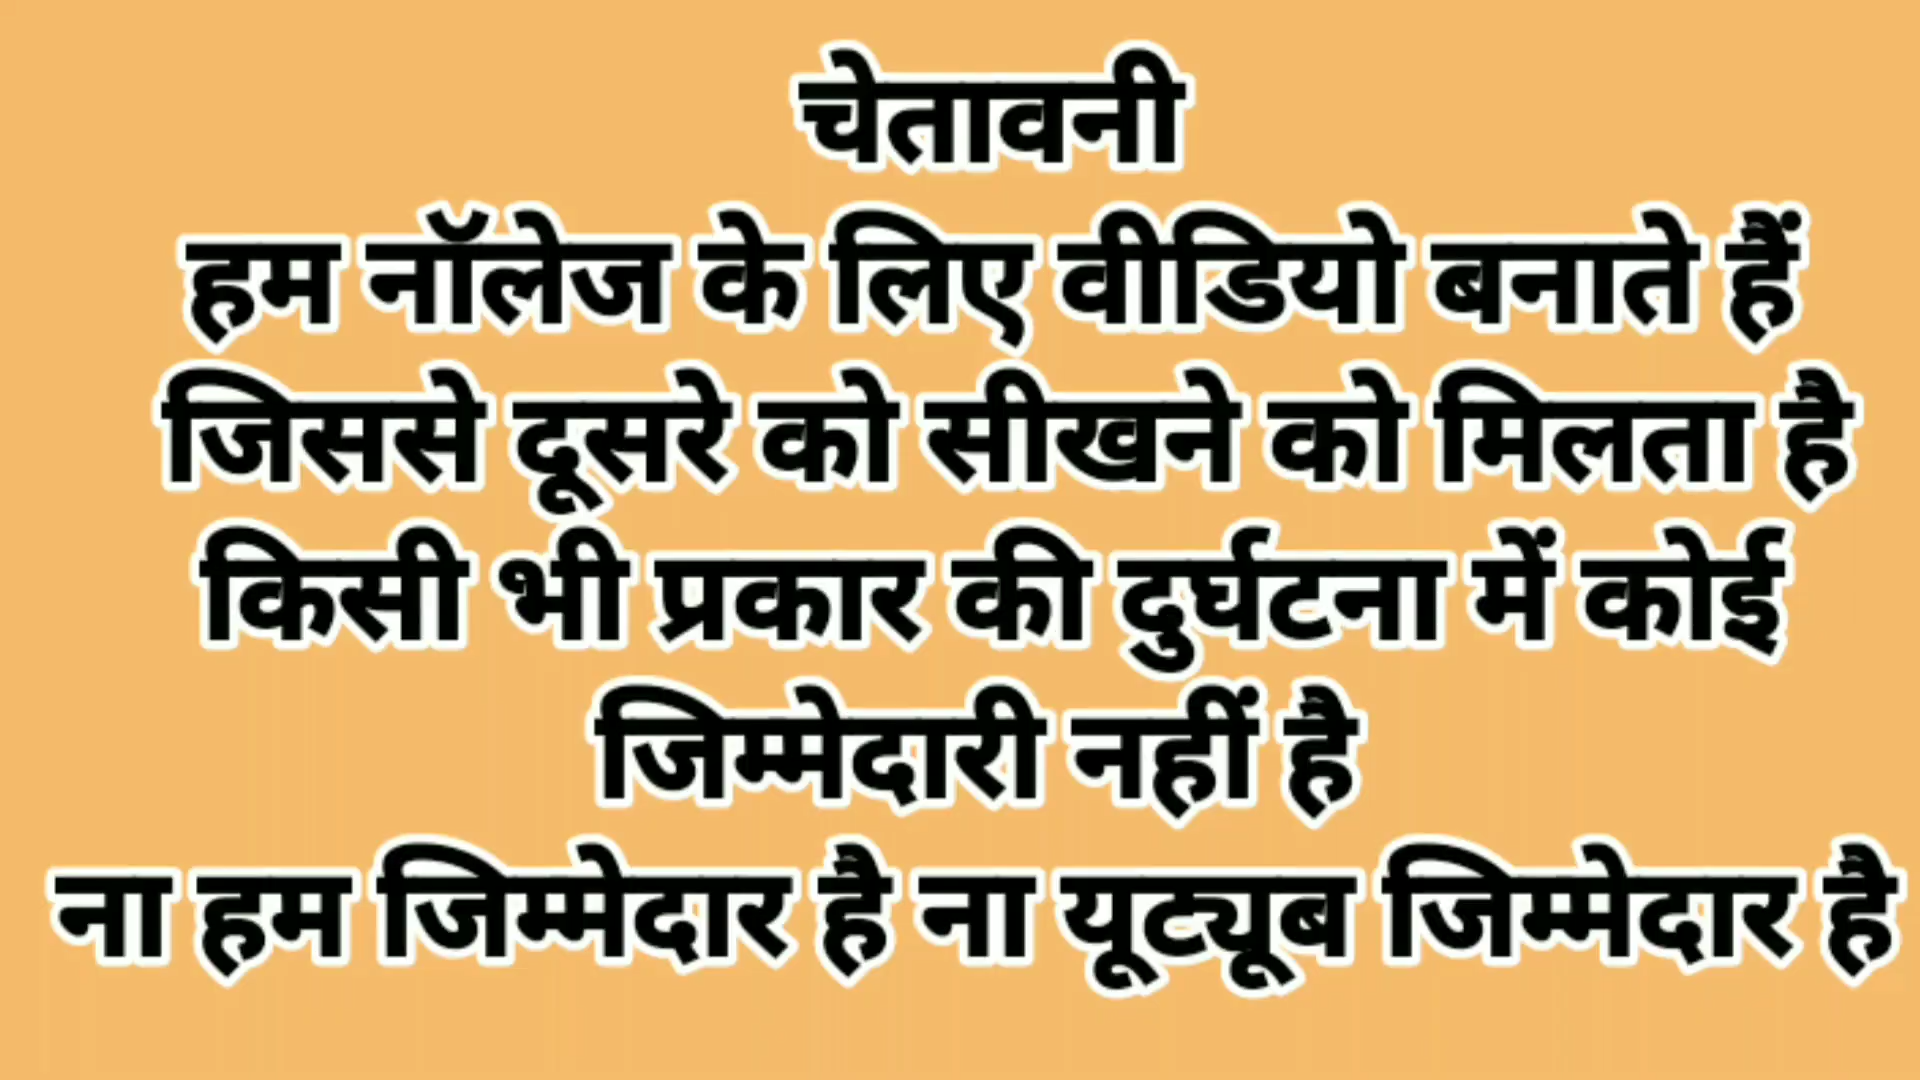 चेतावनी
हम नॉलेज के लिए वीडियो बनाते हैं
जिससे दूसरे को सीखने को मिलता है
किसी भी प्रकार की दुर्घटना में कोई
जिम्मेदारी नहीं है
ना हम जिम्मेदार है ना यूट्यूब जिम्मेदार है